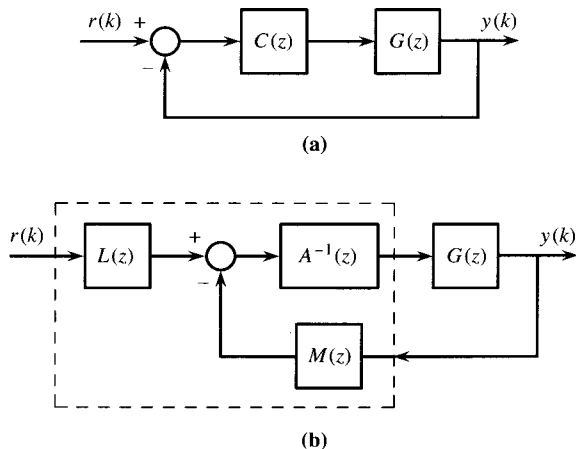 r(k) + C(z) G(z) y(k)
−
(a)
r(k) L(z) + A⁻¹(z) G(z) y(k)
−
M(z)
(b)